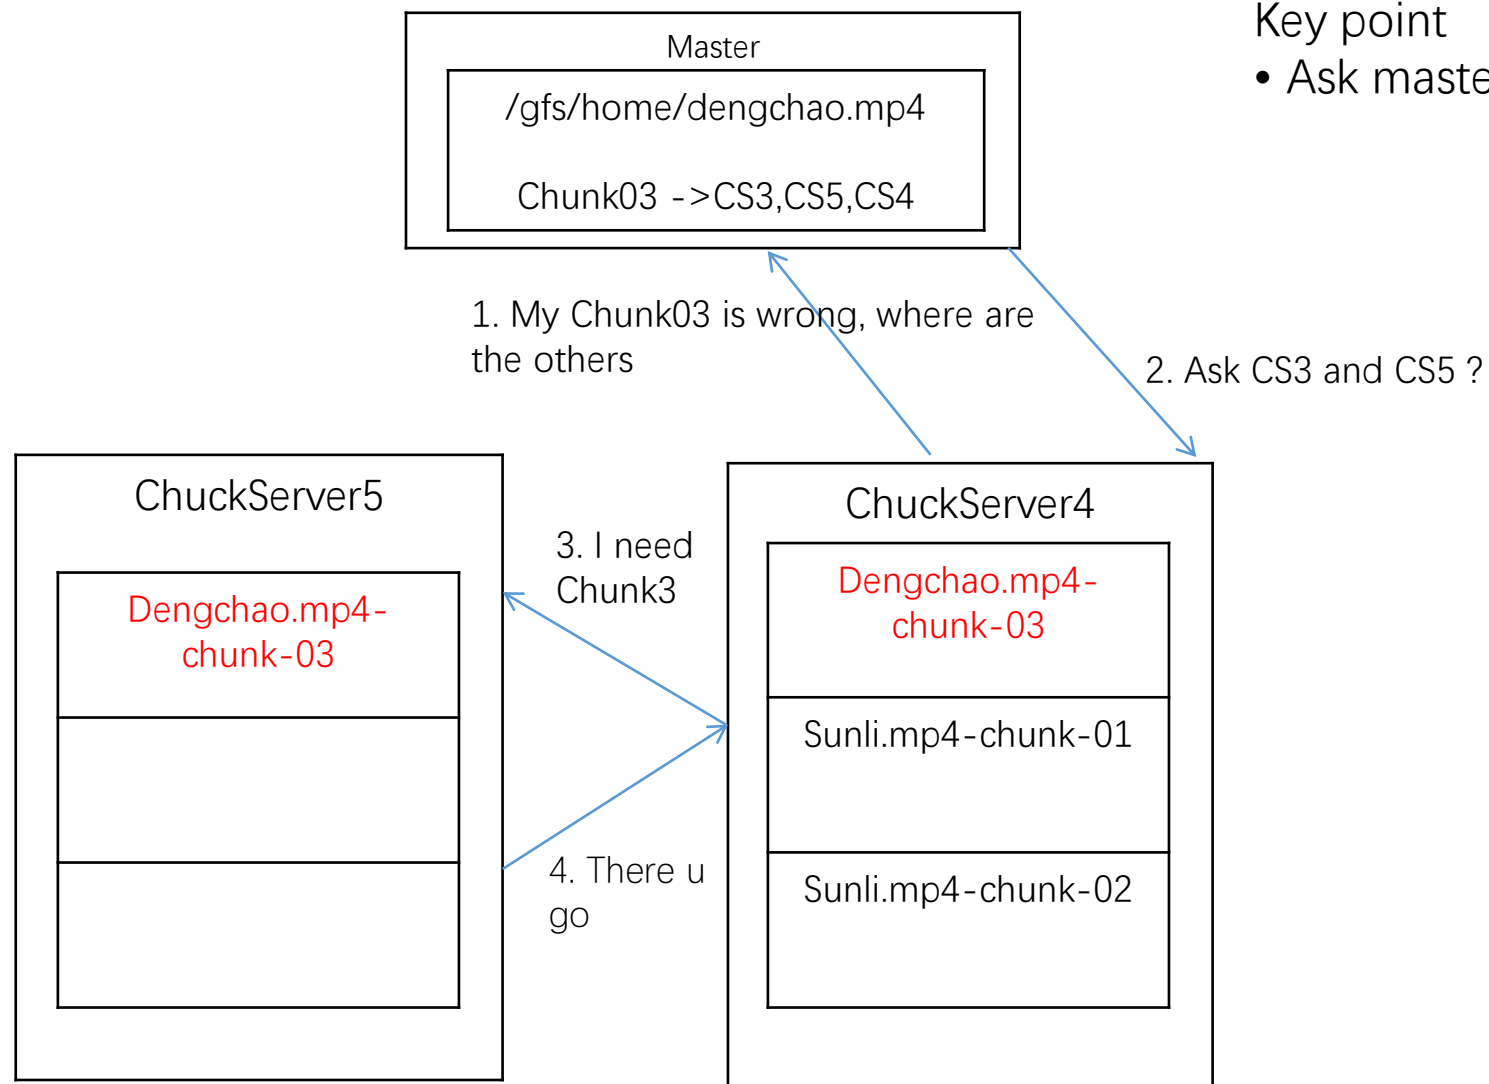 Key point
• Ask maste
Master
/gfs/home/dengchao.mp4
Chunk03 ->CS3,CS5,CS4
1. My Chunk03 is wrong, where are
the others
2. Ask CS3 and CS5 ?
ChuckServer5
Dengchao.mp4-
chunk-03
3. I need
Chunk3
4. There u
go
ChuckServer4
Dengchao.mp4-
chunk-03
Sunli.mp4-chunk-01
Sunli.mp4-chunk-02